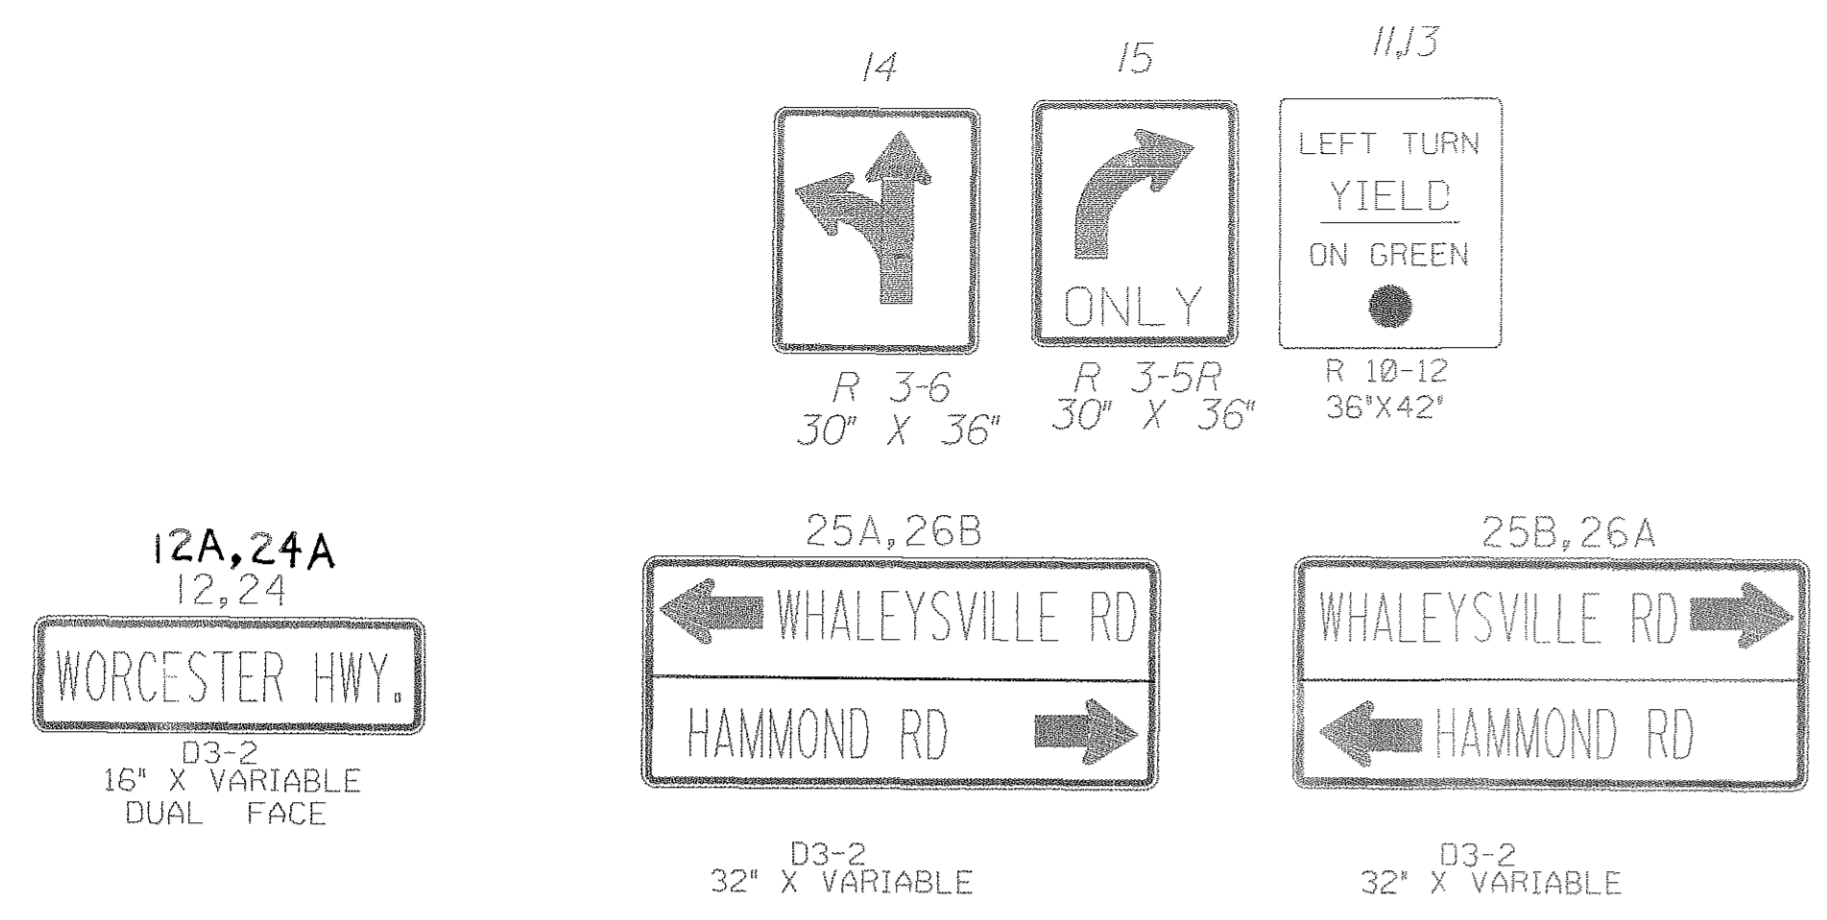 14
R 3-6
30" X 36"
15
ONLY
R 3-5R
30" X 36"
11,13
LEFT TURN
YIELD
ON GREEN
R 10-12
36"X42"
12A,24A
12,24
WORCESTER HWY.
D3-2
16" X VARIABLE
DUAL FACE
25A,26B
WHALEYSVILLE RD
HAMMOND RD
D3-2
32" X VARIABLE
25B,26A
WHALEYSVILLE RD
HAMMOND RD
D3-2
32" X VARIABLE